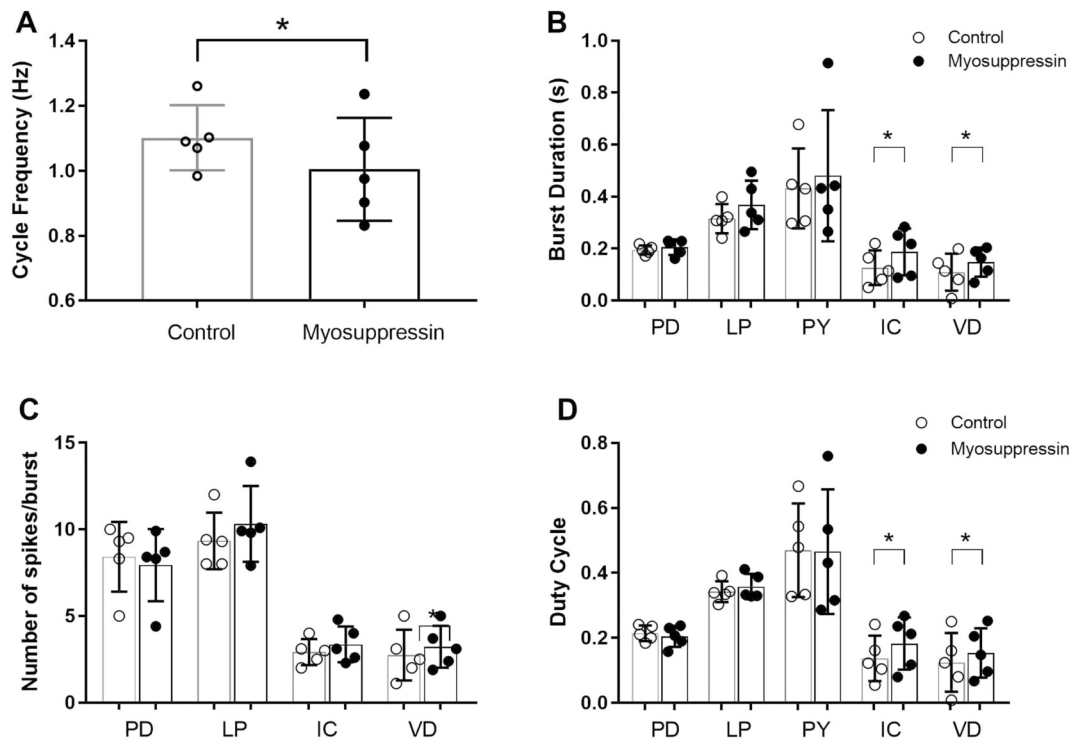 A
*
1.4
1.2
1.0
0.8
0.6
Cycle Frequency (Hz)
Control
Myosuppressin
B
Control
Myosuppressin
1.0
0.8
0.6
0.4
0.2
0.0
Burst Duration (s)
*
*
PD LP PY IC VD
C
15
10
5
0
Number of spikes/burst
*
PD LP IC VD
D
Control
Myosuppressin
0.8
0.6
0.4
0.2
0.0
Duty Cycle
*
*
PD LP PY IC VD